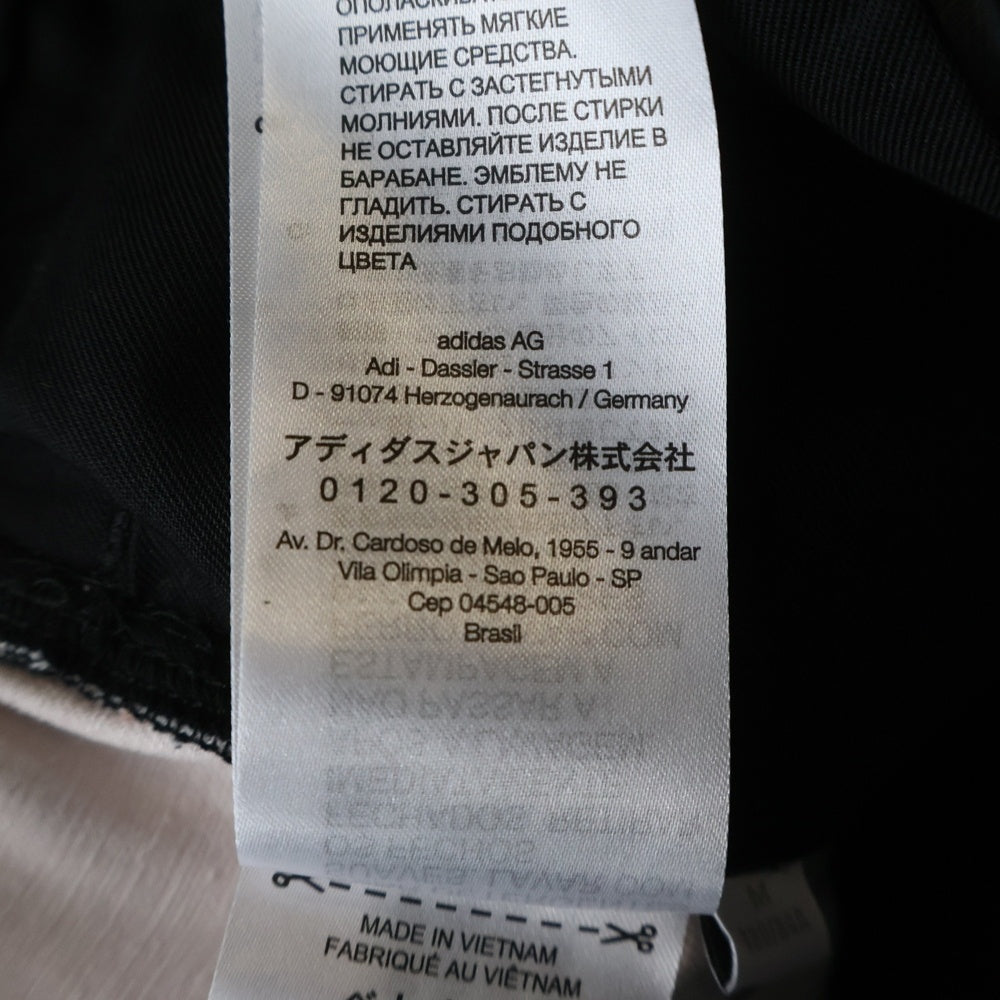 ПРИМЕНЯТЬ МЯГКИЕ
МОЮЩИЕ СРЕДСТВА.
СТИРАТЬ С ЗАСТЕГНУТЫМИ
МОЛНИЯМИ. ПОСЛЕ СТИРКИ
НЕ ОСТАВЛЯЙТЕ ИЗДЕЛИЕ В
БАРАБАНЕ. ЭМБЛЕМУ НЕ
ГЛАДИТЬ. СТИРАТЬ С
ИЗДЕЛИЯМИ ПОДОБНОГО
ЦВЕТА
adidas AG
Adi - Dassler - Strasse 1
D - 91074 Herzogenaurach / Germany
アディダスジャパン株式会社
0120-305-393
Av. Dr. Cardoso de Melo, 1955 - 9 andar
Vila Olimpia - Sao Paulo - SP
Cep 04548-005
Brasil
MADE IN VIETNAM
FABRIQUÉ AU VIÊTNAM
M